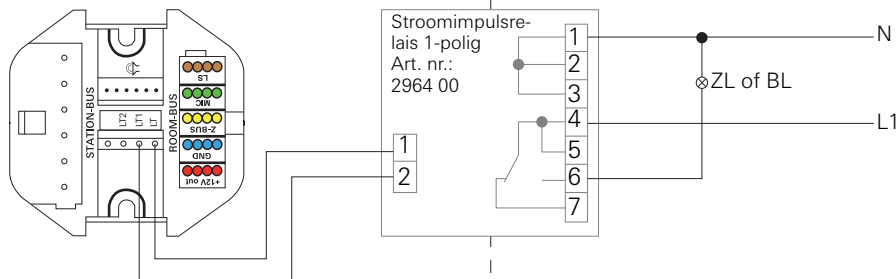 Stroomimpulsre-
lais 1-polig
Art. nr.:
2964 00
1
2
3
4
5
6
7
1
2
N
ZL of BL
L1
STATION-BUS
LT2
LT1
LT
ROOM-BUS
LS
MIC
Z-BUS
GND
+12V out